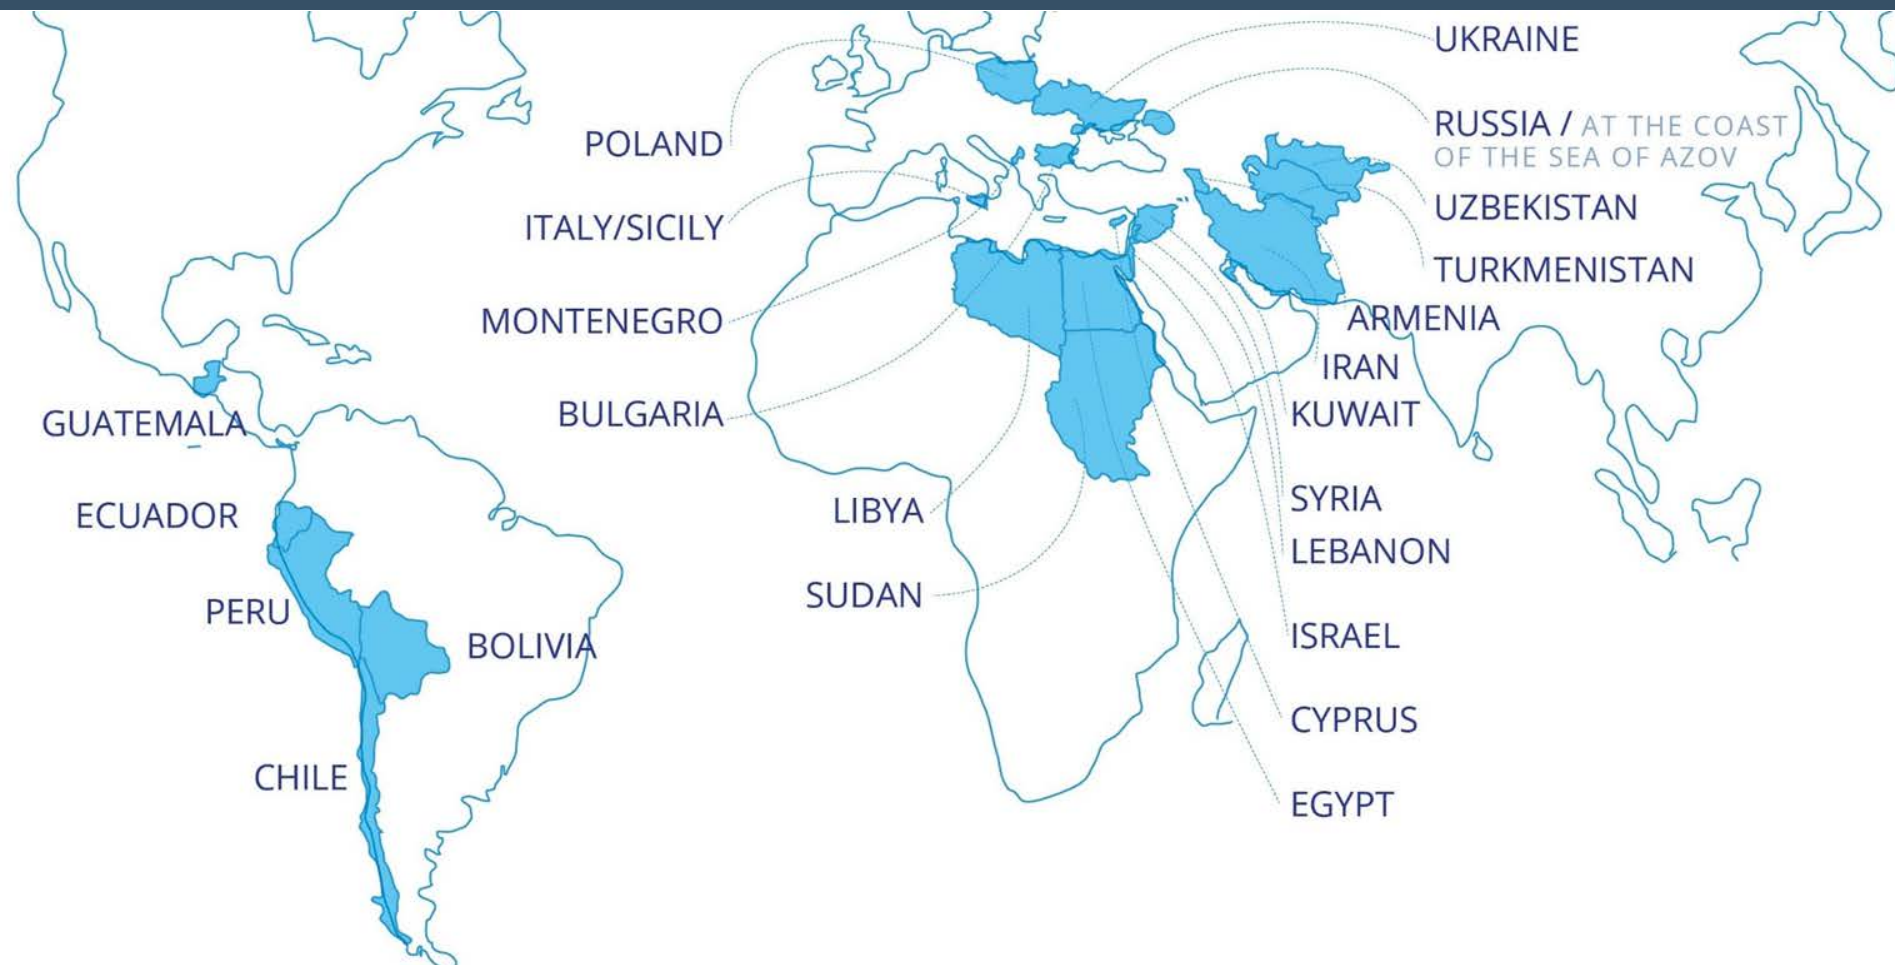 UKRAINE
RUSSIA / AT THE COAST
OF THE SEA OF AZOV
POLAND
UZBEKISTAN
ITALY/SICILY
TURKMENISTAN
MONTENEGRO
ARMENIA
IRAN
BULGARIA
KUWAIT
GUATEMALA
SYRIA
LIBYA
ECUADOR
LEBANON
SUDAN
PERU
ISRAEL
BOLIVIA
CYPRUS
CHILE
EGYPT